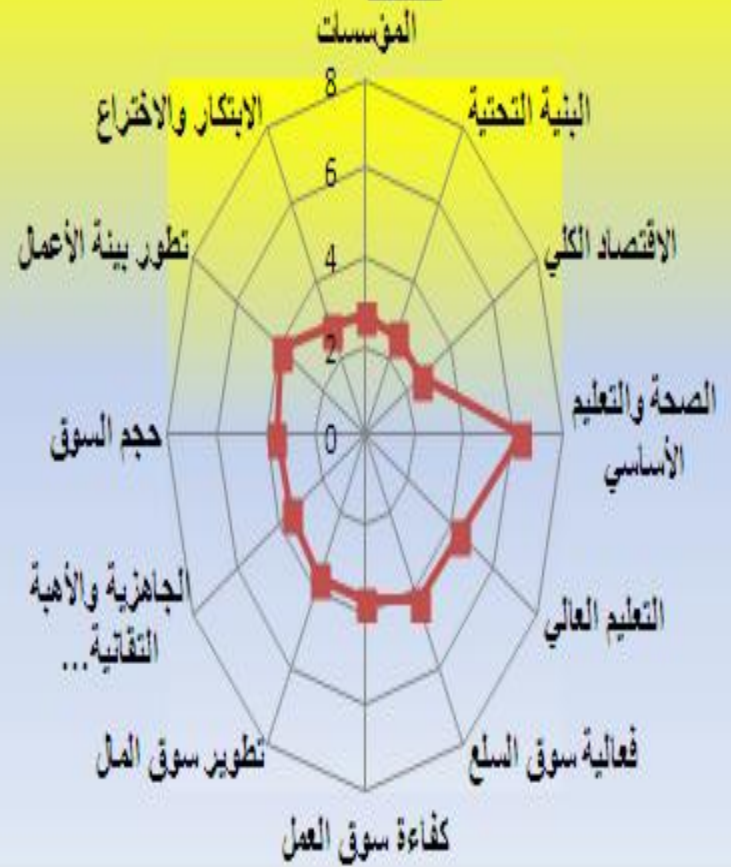 المؤسسات
البنية التحتية
الاقتصاد الكلي
الصحة والتعليم
الأساسي
التعليم العالي
فعالية سوق السلع
كفاءة سوق العمل
تطوير سوق المال
الجاهزية والأهبة
التقانية...
حجم السوق
تطور بيئة الأعمال
الابتكار والاختراع
8
6
4
2
0